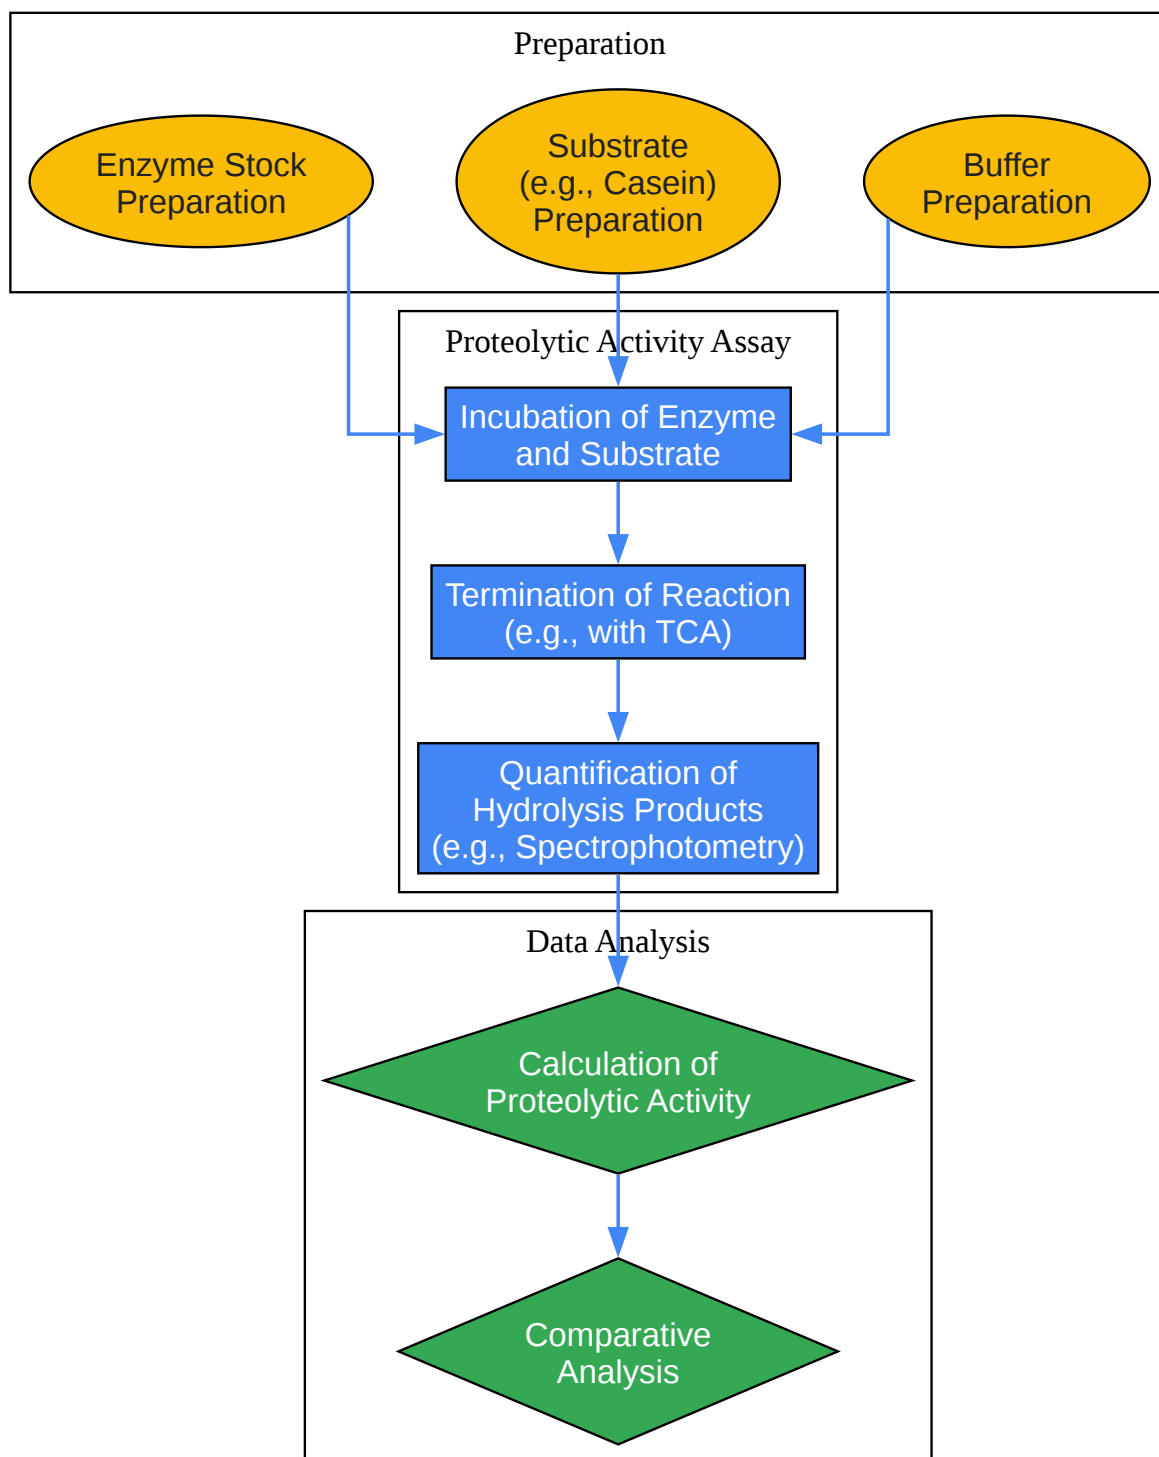 Preparation
Enzyme Stock
Preparation
Substrate
(e.g., Casein)
Preparation
Buffer
Preparation
Proteolytic Activity Assay
Incubation of Enzyme
and Substrate
Termination of Reaction
(e.g., with TCA)
Quantification of
Hydrolysis Products
(e.g., Spectrophotometry)
Data Analysis
Calculation of
Proteolytic Activity
Comparative
Analysis